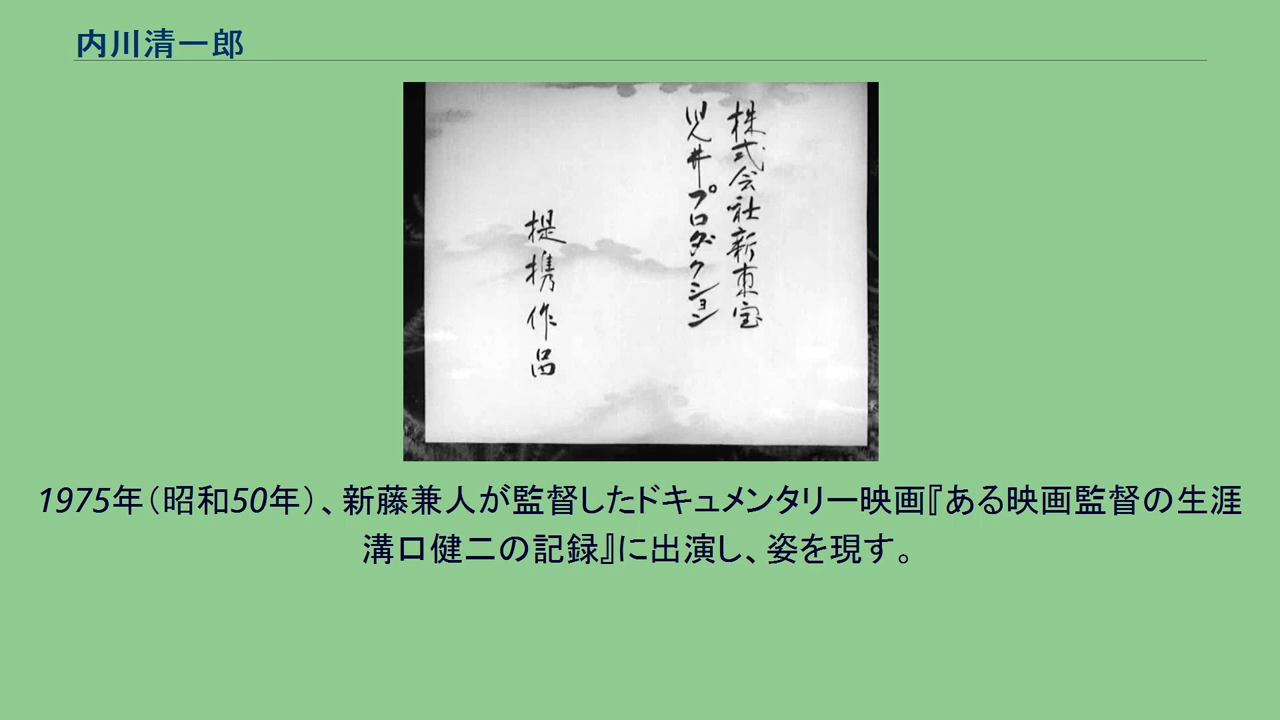 内川清一郎
株式会社新東宝
児井プロダクション
提携作品
1975年（昭和50年）、新藤兼人が監督したドキュメンタリー映画『ある映画監督の生涯
溝口健二の記録』に出演し、姿を現す。